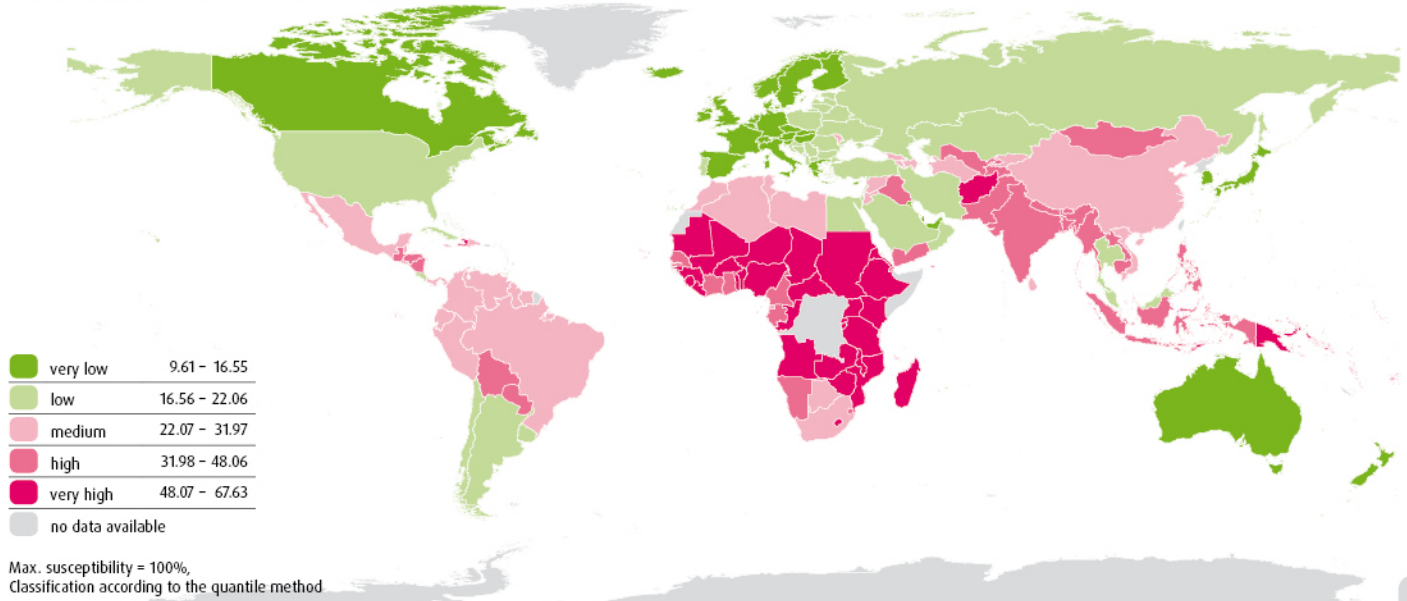 very low 9.61 – 16.55
low 16.56 – 22.06
medium 22.07 – 31.97
high 31.98 – 48.06
very high 48.07 – 67.63
no data available
Max. susceptibility = 100%,
Classification according to the quantile method